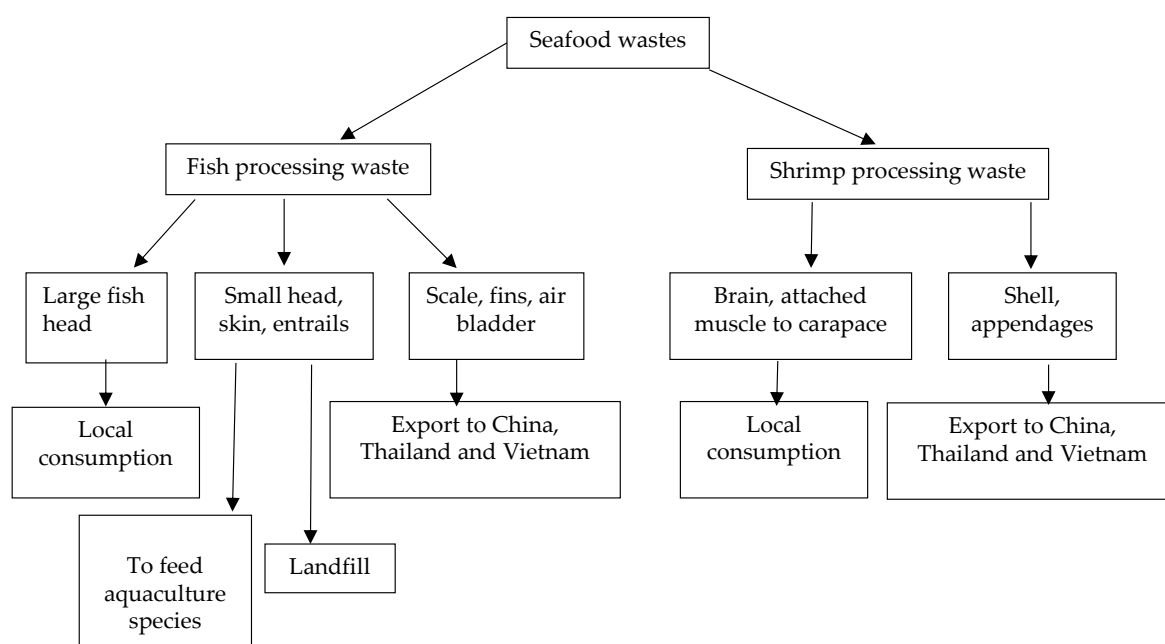 Seafood wastes
Fish processing waste
Shrimp processing waste
Large fish
head
Small head,
skin, entrails
Scale, fins, air
bladder
Brain, attached
muscle to carapace
Shell,
appendages
Local
consumption
Export to China,
Thailand and Vietnam
Local
consumption
Export to China,
Thailand and Vietnam
To feed
aquaculture
species
Landfill